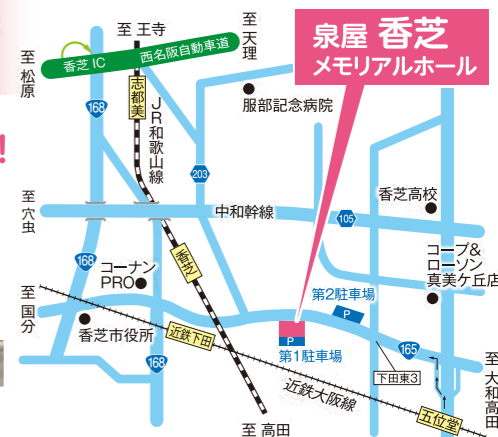 至 王寺
至 天理
至 松原
香芝 IC
西名阪自動車道
泉屋 香芝
メモリアルホール
168
志都美
JR和歌山線
服部記念病院
203
香芝高校
至 穴虫
中和幹線
105
コープ&
ローソン
真美ケ丘店
168
コーナン
PRO
香芝
至 国分
第2駐車場
P
香芝市役所
近鉄下田
P
第1駐車場
165
168
下田東3
近鉄大阪線
至 大和高田
五位堂
至 高田
!